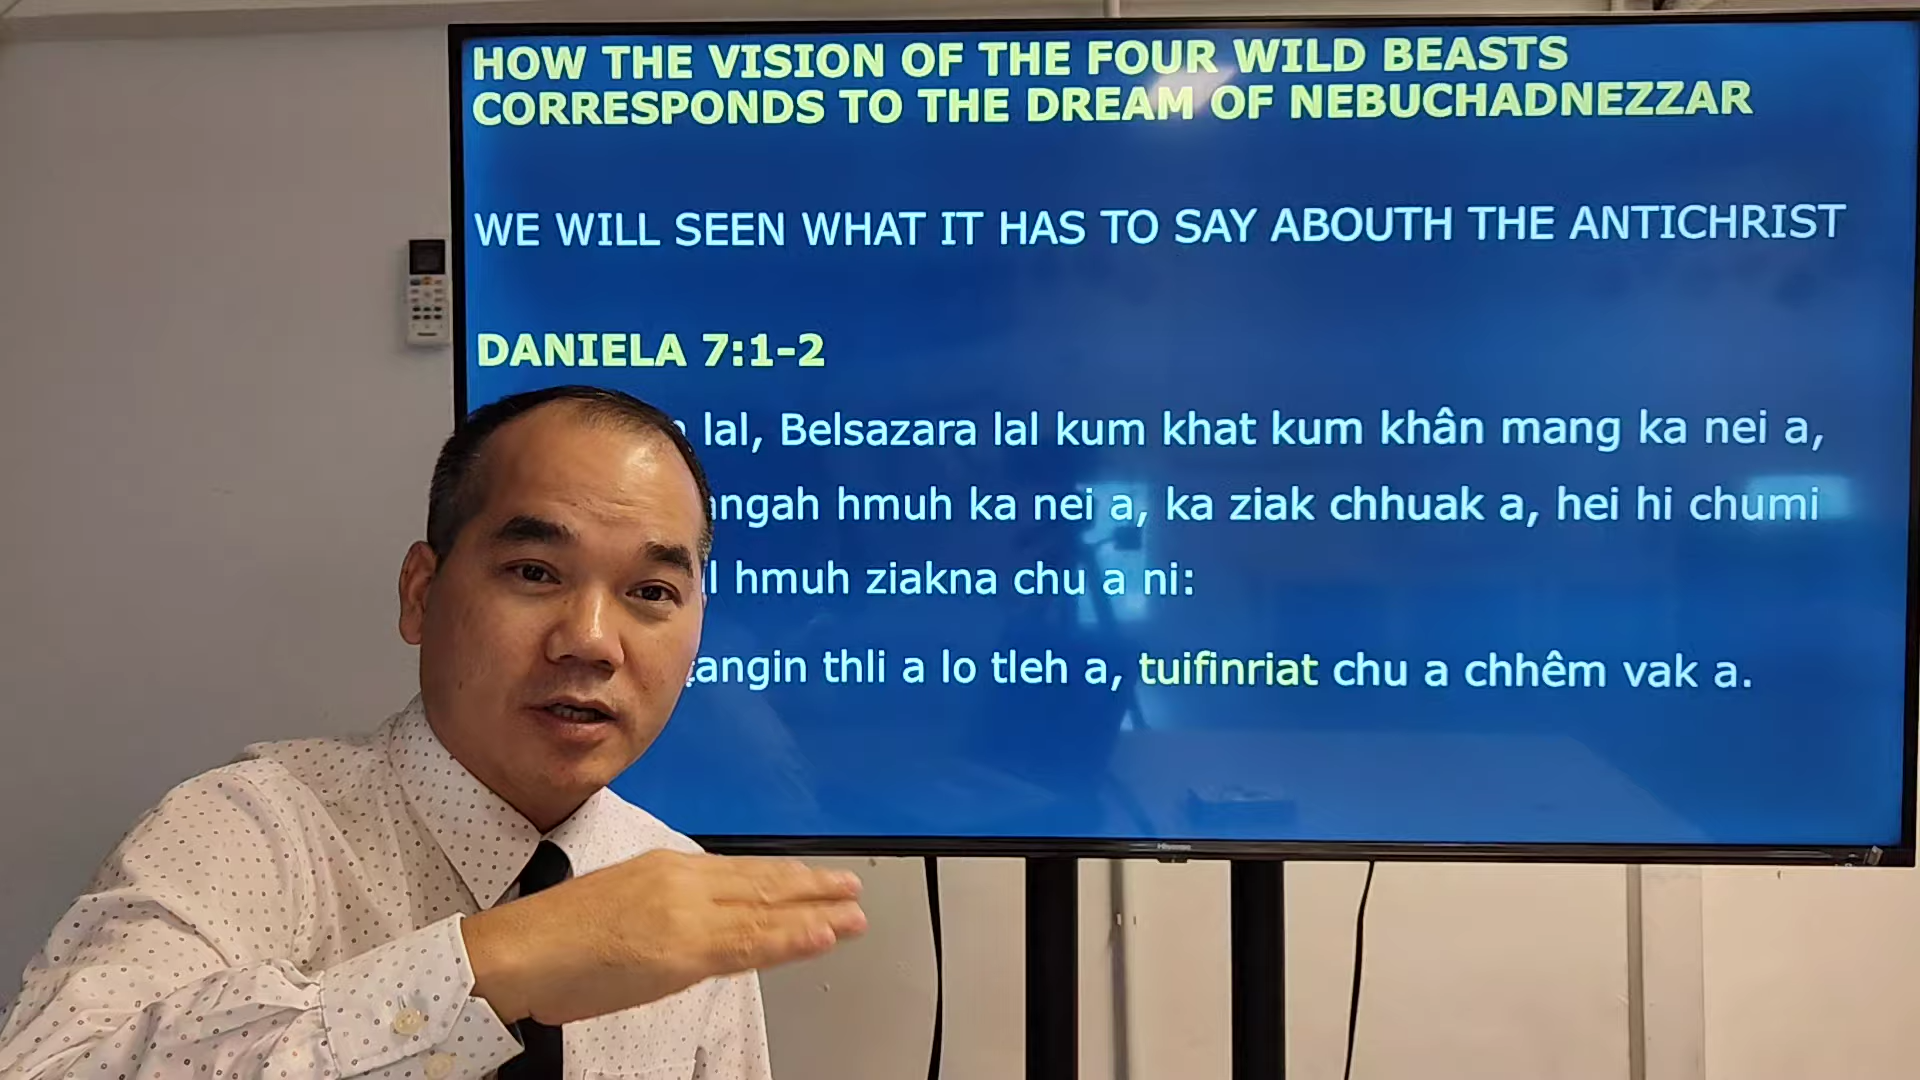 HOW THE VISION OF THE FOUR WILD BEASTS
CORRESPONDS TO THE DREAM OF NEBUCHADNEZZAR
WE WILL SEEN WHAT IT HAS TO SAY ABOUTH THE ANTICHRIST
DANIELA 7:1-2
lal, Belsazara lal kum khat kum khân mang ka nei a,
hmuh ka nei a, ka ziak chhuak a, hei hi chumi
hmuh ziakna chu a ni:
thli a lo tleh a, tuifinriat chu a chhêm vak a.
Hisense